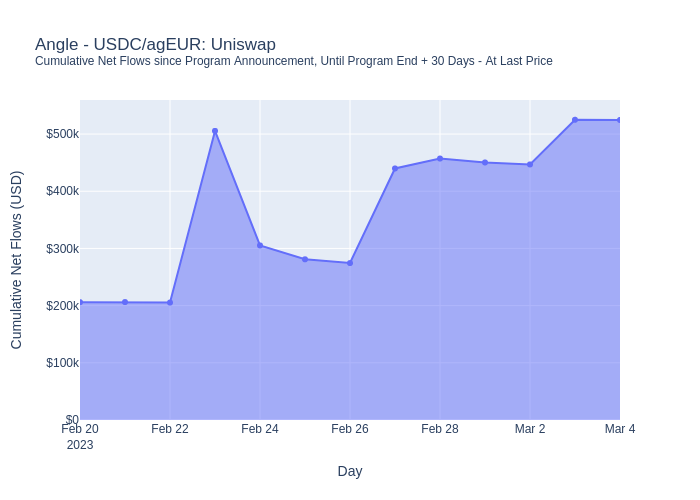 Angle - USDC/agEUR: Uniswap
Cumulative Net Flows since Program Announcement, Until Program End + 30 Days - At Last Price
Cumulative Net Flows (USD)
$500k
$400k
$300k
$200k
$100k
$0
Feb 20
2023
Feb 22
Feb 24
Feb 26
Feb 28
Mar 2
Mar 4
Day